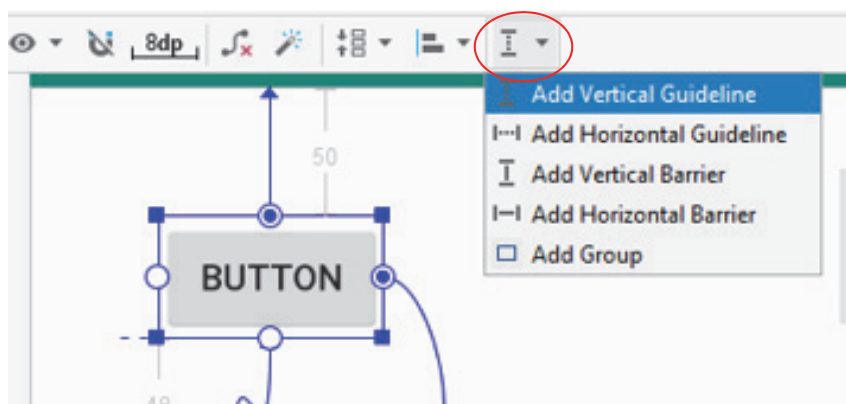 8dp
Add Vertical Guideline
Add Horizontal Guideline
50
Add Vertical Barrier
Add Horizontal Barrier
Add Group
BUTTON